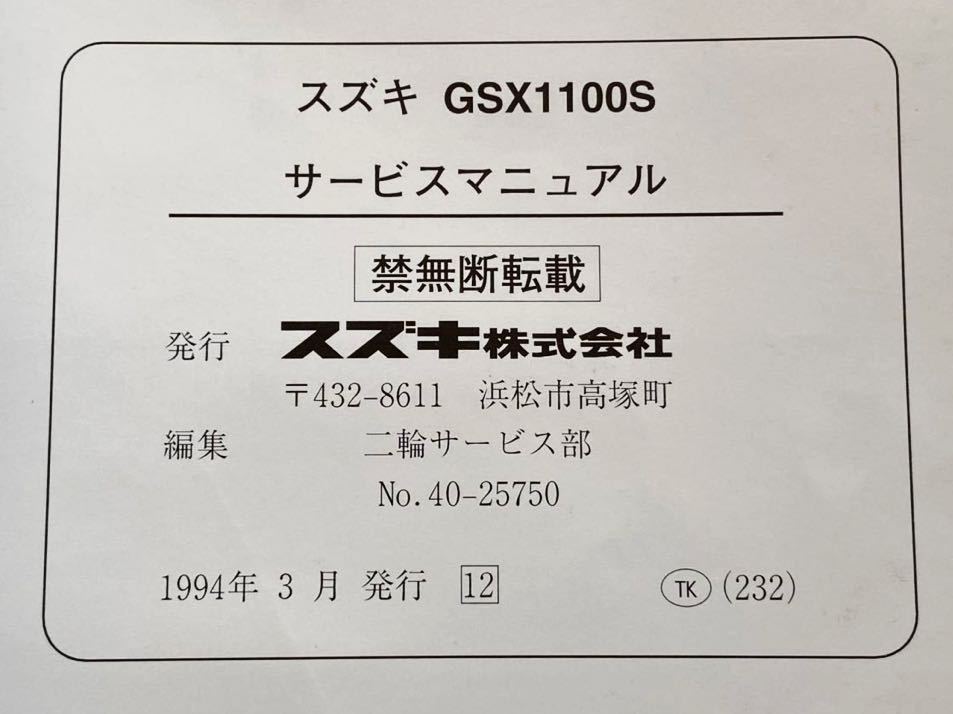 スズキ GSX1100S
サービスマニュアル
禁無断転載
発行 スズキ株式会社
〒432-8611 浜松市高塚町
編集 二輪サービス部
No.40-25750
1994年 3 月 発行 12 TK (232)